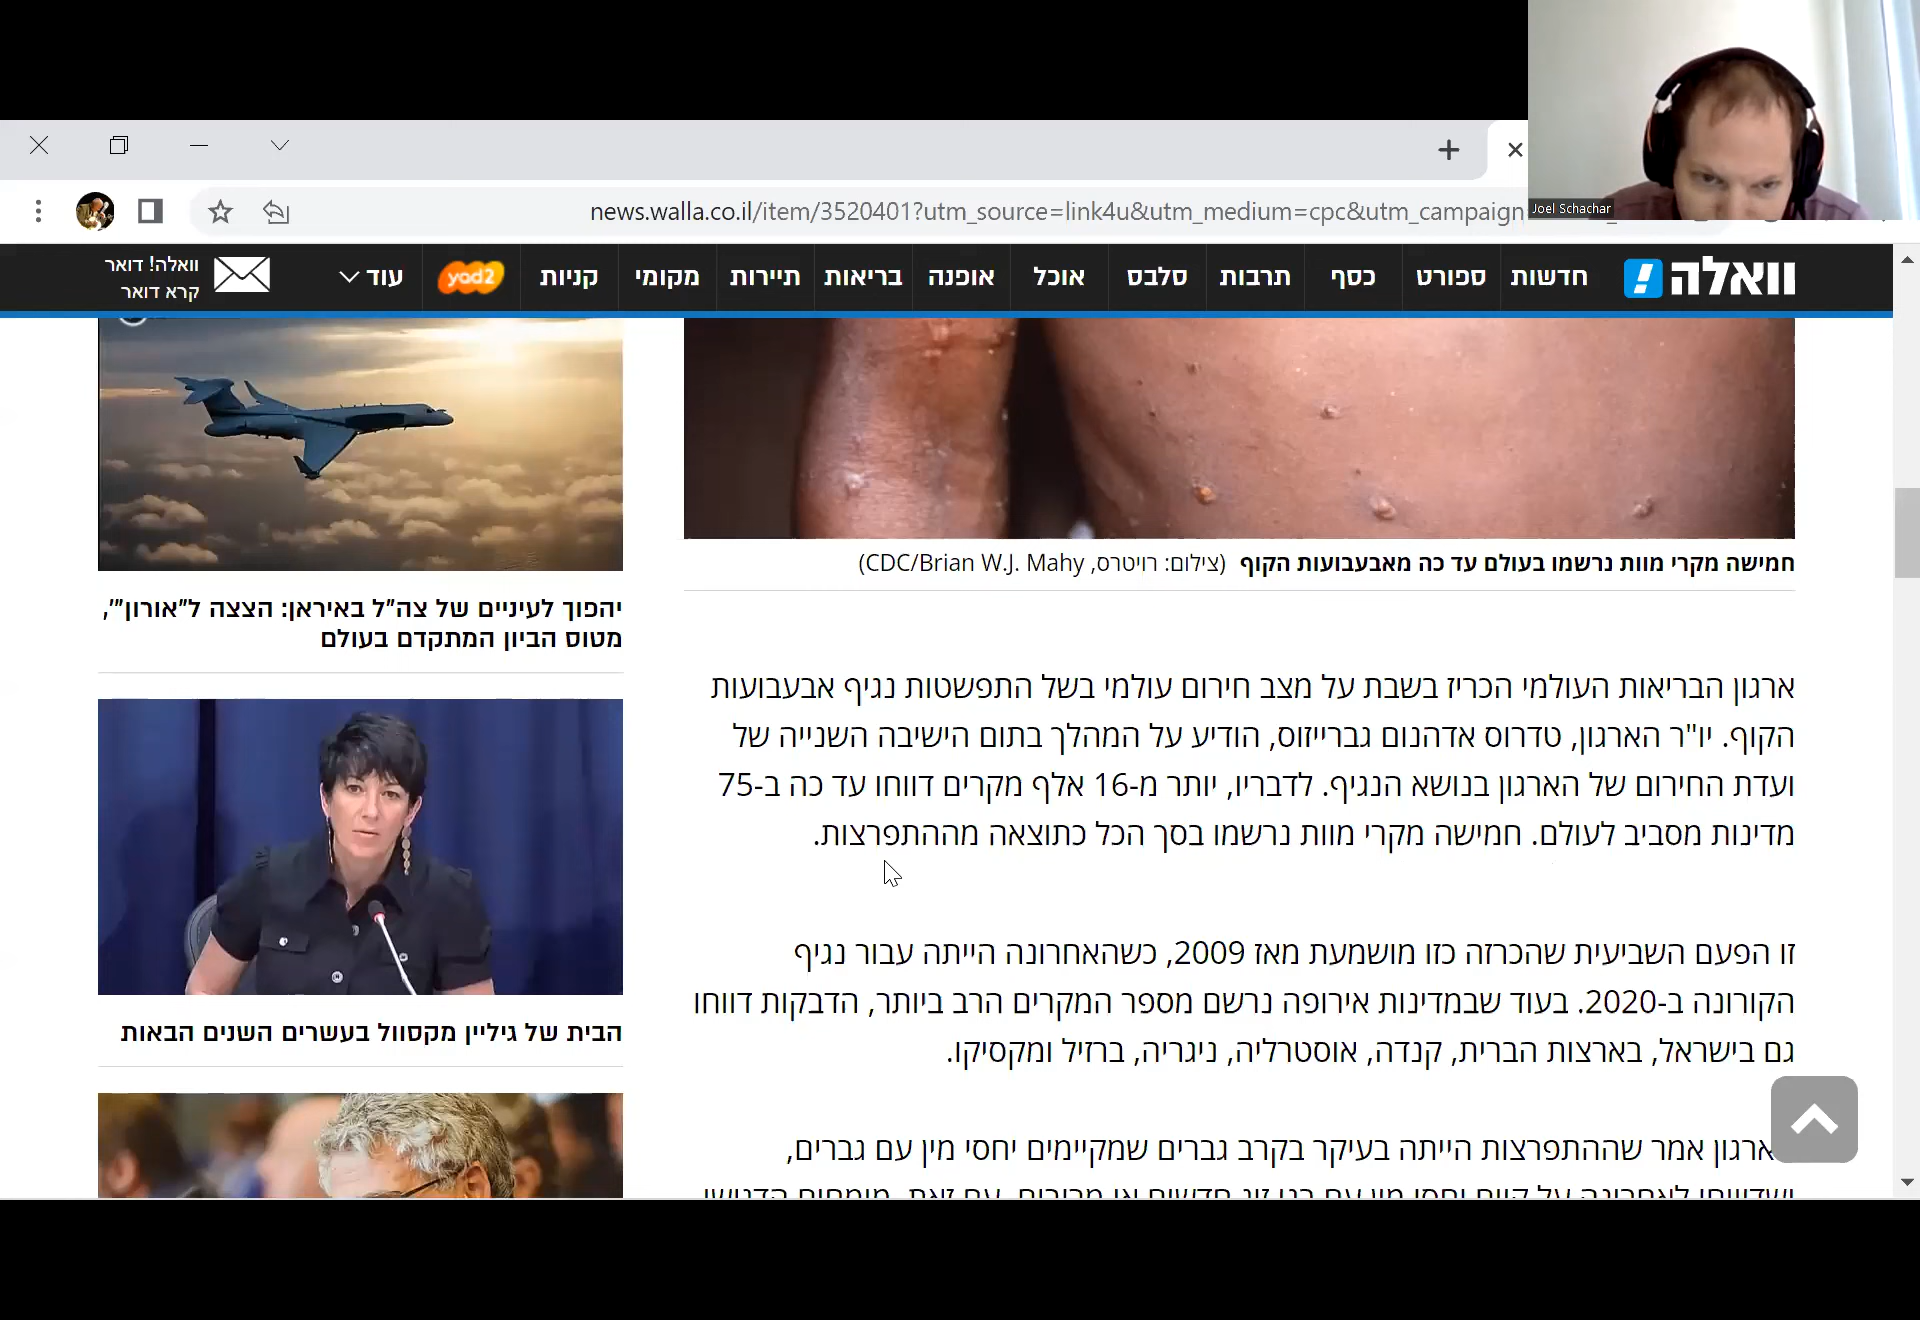 Joel Schachar
news.walla.co.il/item/3520401?utm_source=link4u&utm_medium=cpc&utm_campaign
וואלה!
חדשות
ספורט
כסף
תרבות
סלבס
אוכל
אופנה
בריאות
תיירות
מקומי
קניות
yad2
עוד
וואלה! דואר
קרא דואר
חמישה מקרי מוות נרשמו בעולם עד כה מאבעבועות הקוף (צילום: רויטרס, CDC/Brian W.J. Mahy)
ארגון הבריאות העולמי הכריז בשבת על מצב חירום עולמי בשל התפשטות נגיף אבעבועות
הקוף. יו"ר הארגון, טדרוס אדהנום גברייזוס, הודיע על המהלך בתום הישיבה השנייה של
ועדת החירום של הארגון בנושא הנגיף. לדבריו, יותר מ-16 אלף מקרים דווחו עד כה ב-75
מדינות מסביב לעולם. חמישה מקרי מוות נרשמו בסך הכל כתוצאה מההתפרצות.
זו הפעם השביעית שהכרזה כזו מושמעת מאז 2009, כשהאחרונה הייתה עבור נגיף
הקורונה ב-2020. בעוד שבמדינות אירופה נרשם מספר המקרים הרב ביותר, הדבקות דווחו
גם בישראל, בארצות הברית, קנדה, אוסטרליה, ניגריה, ברזיל ומקסיקו.
ארגון אמר שההתפרצות הייתה בעיקר בקרב גברים שמקיימים יחסי מין עם גברים,
יהפוך לעיניים של צה"ל באיראן: הצצה ל"אורון",
מטוס הביון המתקדם בעולם
הבית של גיליין מקסוול בעשרים השנים הבאות